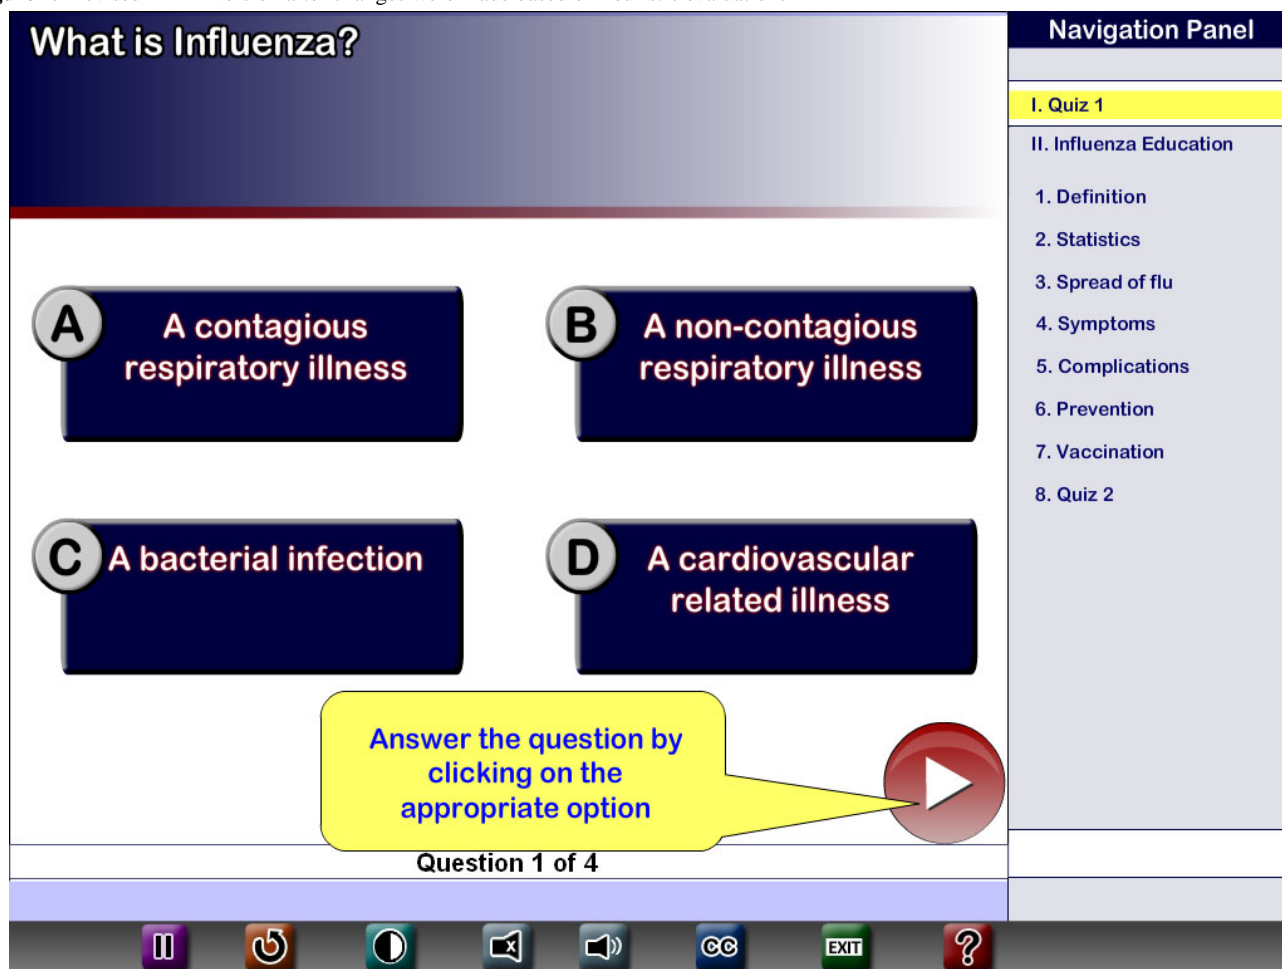 What is Influenza?
A
A contagious
respiratory illness
B
A non-contagious
respiratory illness
C
A bacterial infection
D
A cardiovascular
related illness
Answer the question by
clicking on the
appropriate option
Question 1 of 4
Navigation Panel
I. Quiz 1
II. Influenza Education
1. Definition
2. Statistics
3. Spread of flu
4. Symptoms
5. Complications
6. Prevention
7. Vaccination
8. Quiz 2
CC
EXIT
?